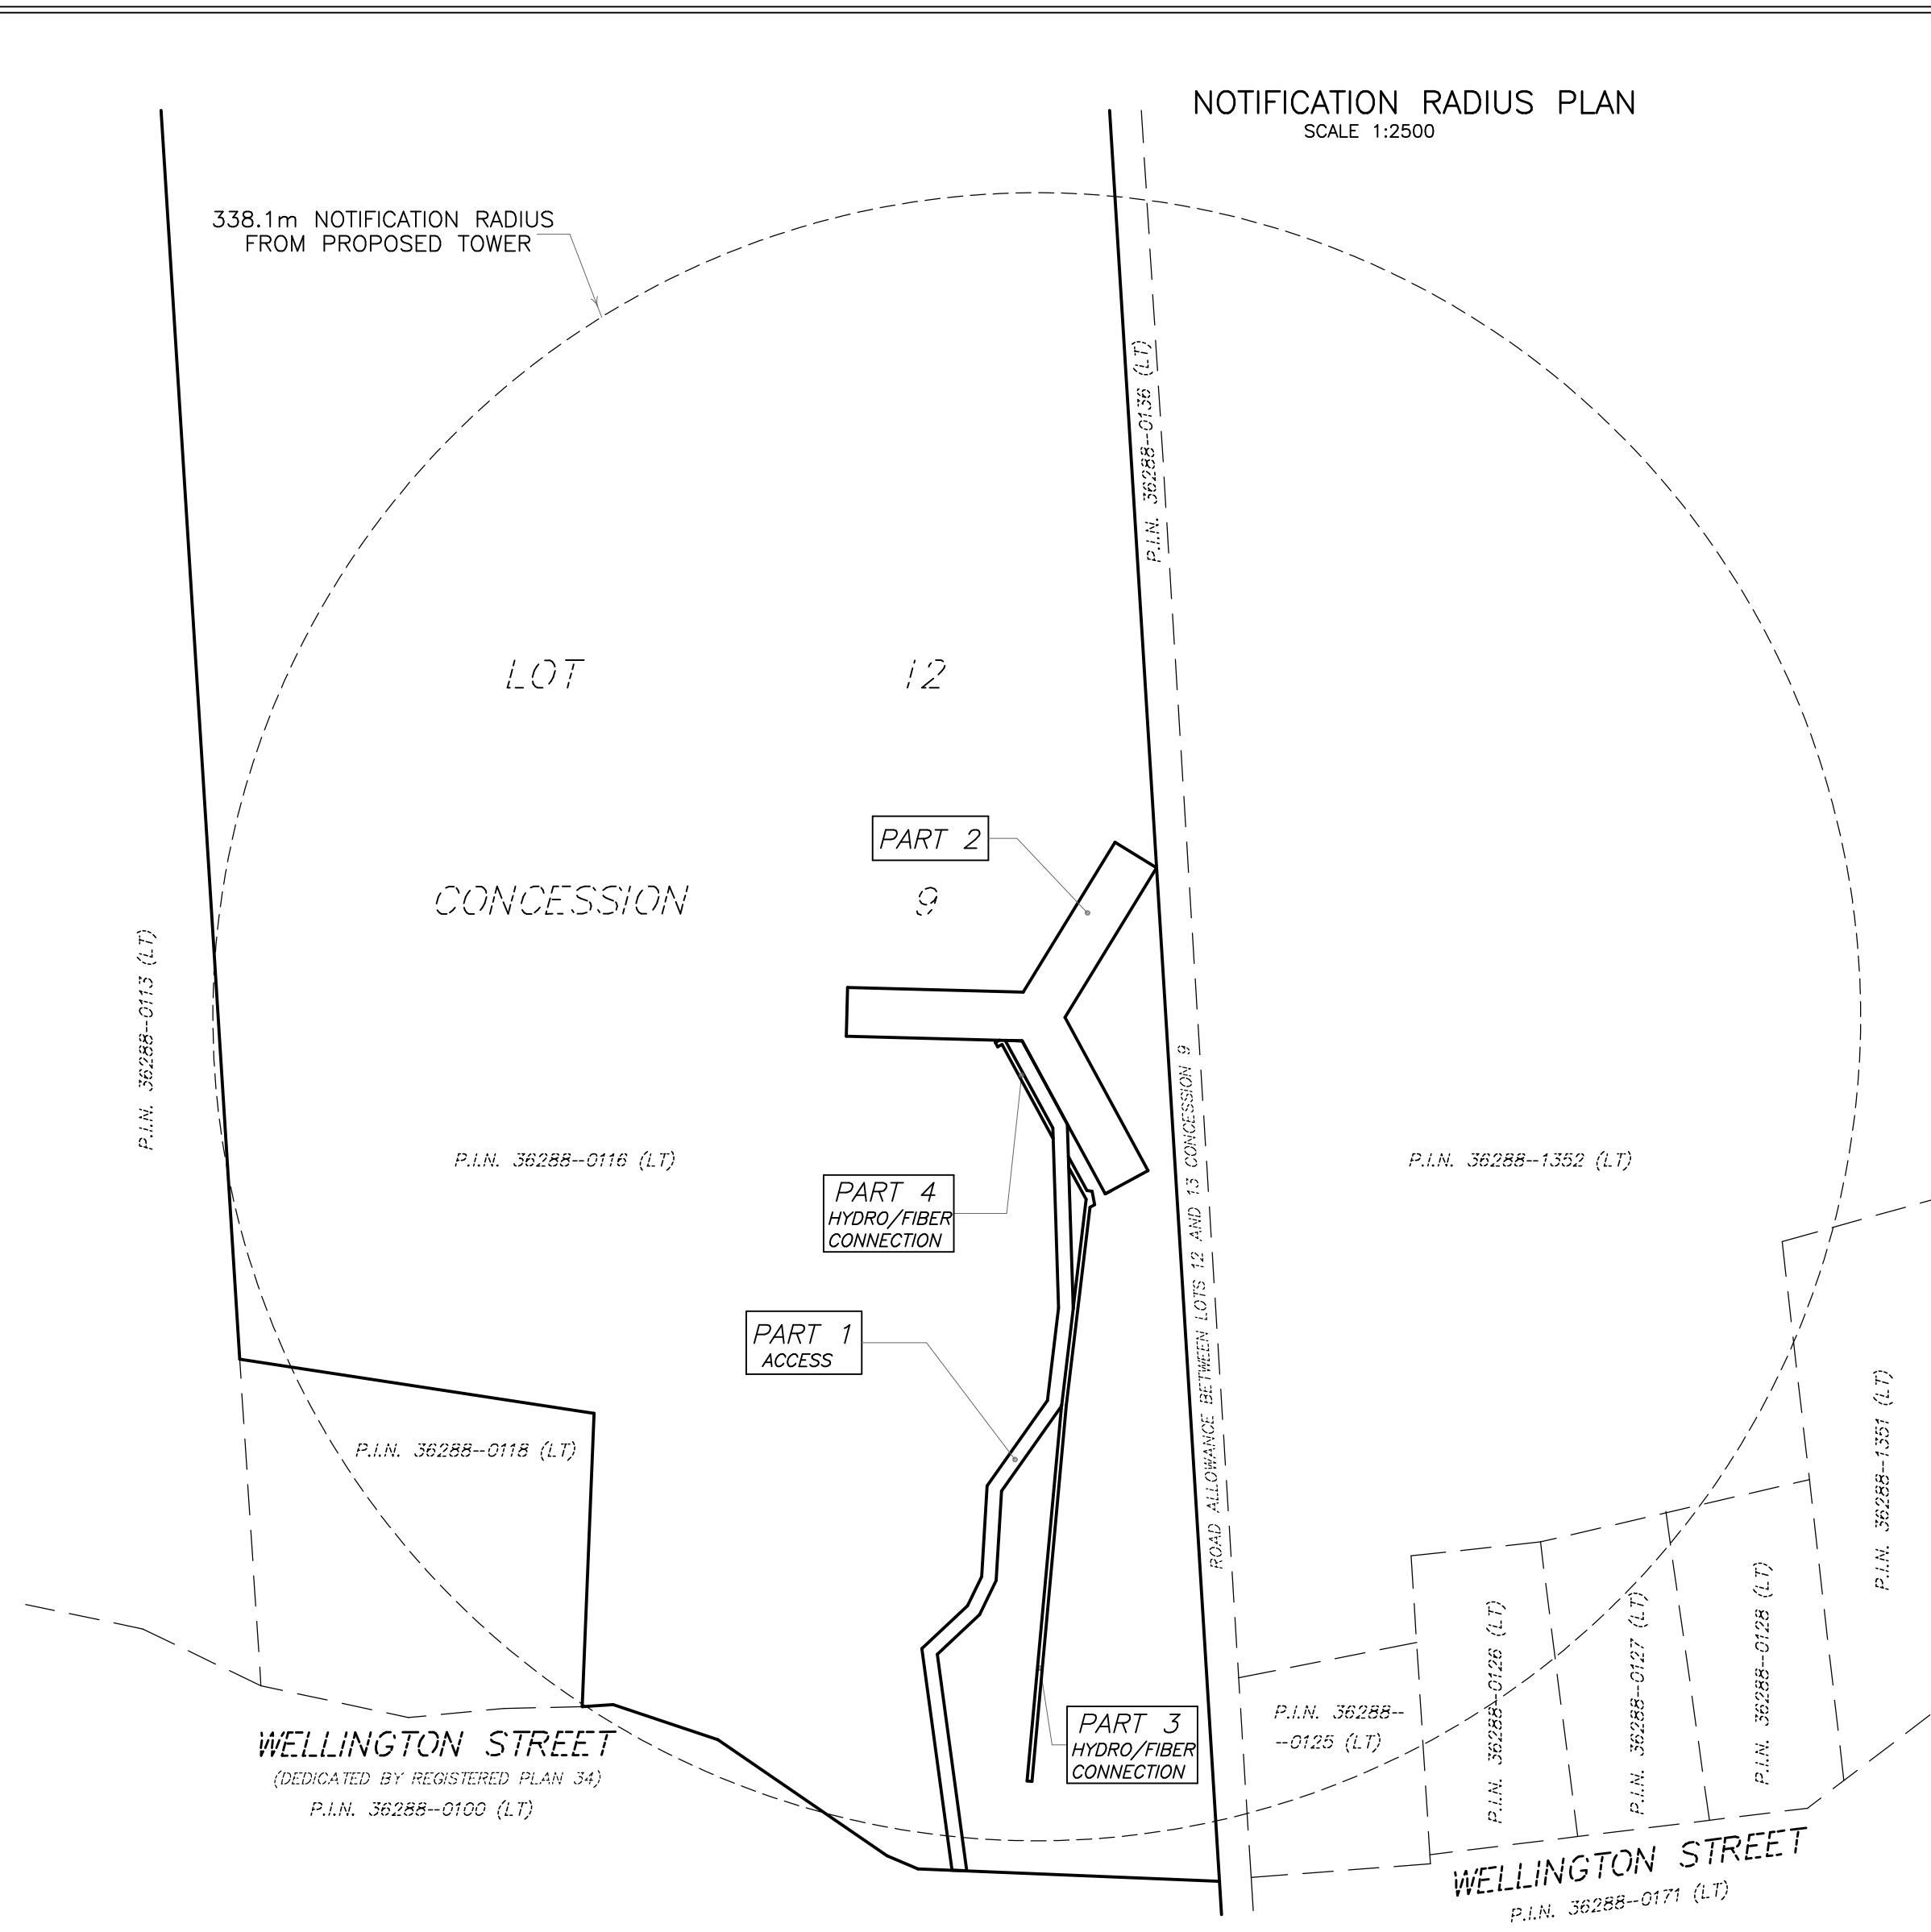 NOTIFICATION RADIUS PLAN
SCALE 1:2500
338.1m NOTIFICATION RADIUS
FROM PROPOSED TOWER
P.I.N. 36288-0136 (LT)
LOT 12
PART 2
CONCESSION 9
P.I.N. 36288-0113 (LT)
ROAD ALLOWANCE BETWEEN LOTS 12 AND 13 CONCESSION 9
P.I.N. 36288-0116 (LT)
P.I.N. 36288-1352 (LT)
PART 4
HYDRO/FIBER
CONNECTION
PART 1
ACCESS
P.I.N. 36288-0118 (LT)
P.I.N. 36288-1351 (LT)
P.I.N. 36288-
-0125 (LT)
P.I.N. 36288-0126 (LT)
P.I.N. 36288-0127 (LT)
P.I.N. 36288-0128 (LT)
PART 3
HYDRO/FIBER
CONNECTION
WELLINGTON STREET
(DEDICATED BY REGISTERED PLAN 34)
P.I.N. 36288-0100 (LT)
WELLINGTON STREET
P.I.N. 36288-0171 (LT)